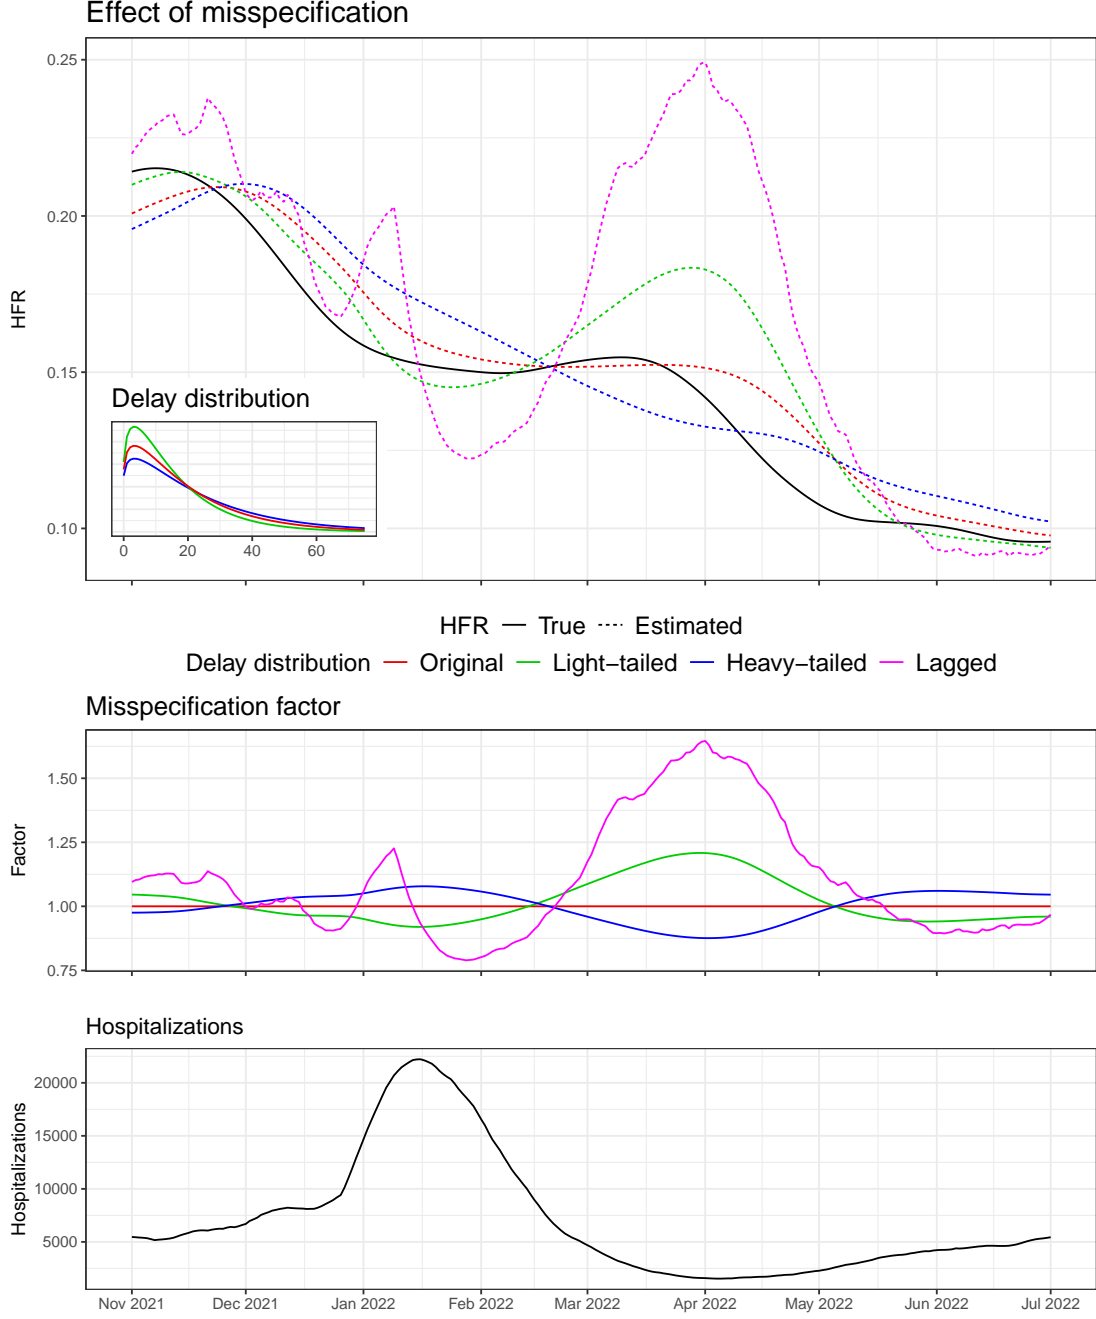 Effect of misspecification
HFR
0.25
0.20
0.15
0.10
Delay distribution
0 20 40 60
HFR True Estimated
Delay distribution Original Light−tailed Heavy−tailed Lagged
Misspecification factor
Factor
1.50
1.25
1.00
0.75
Hospitalizations
Hospitalizations
20000
15000
10000
5000
Nov 2021 Dec 2021 Jan 2022 Feb 2022 Mar 2022 Apr 2022 May 2022 Jun 2022 Jul 2022